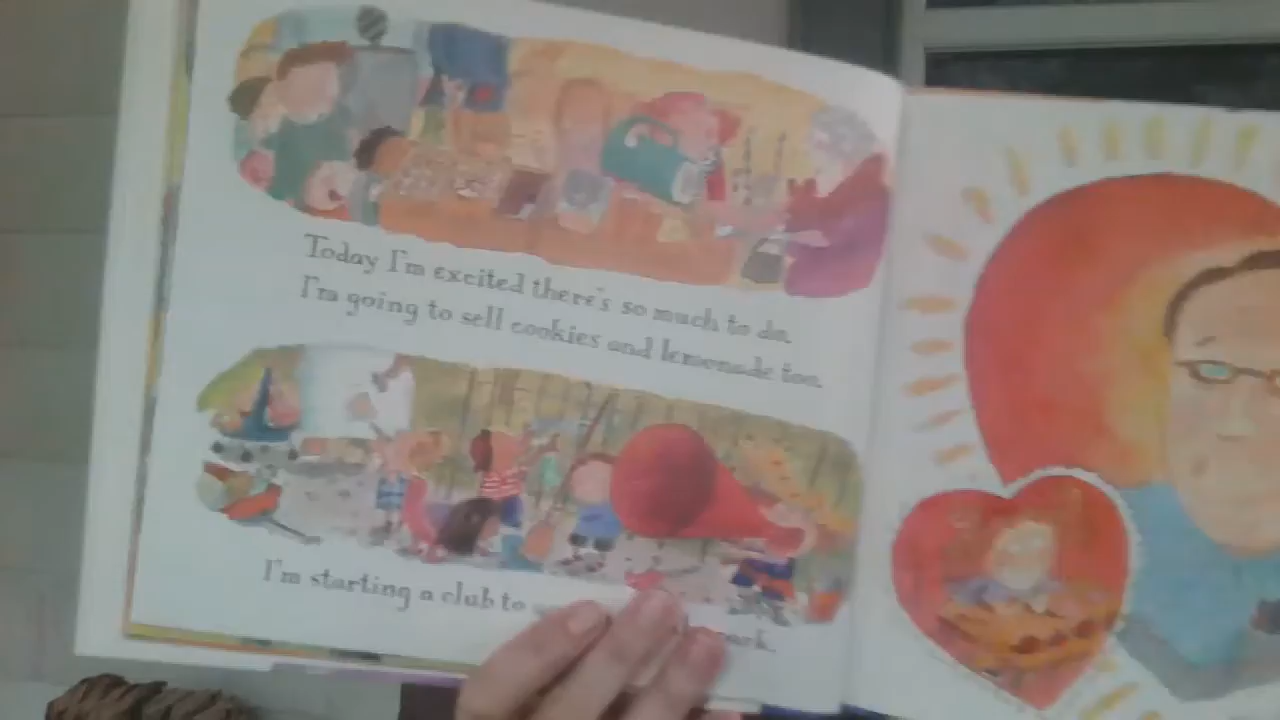 Today I'm excited there's so much to do.
I'm going to sell cookies and lemonade too.
I'm starting a club to